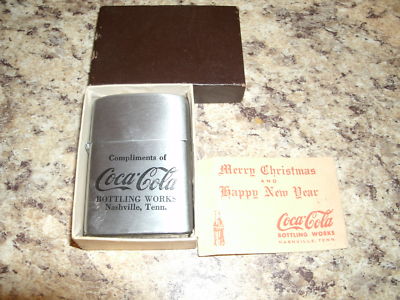 Compliments of
Coca-Cola
BOTTLING WORKS
Nashville, Tenn.
Merry Christmas
AND
Happy New Year
Coca-Cola
BOTTLING WORKS
NASHVILLE, TENN.